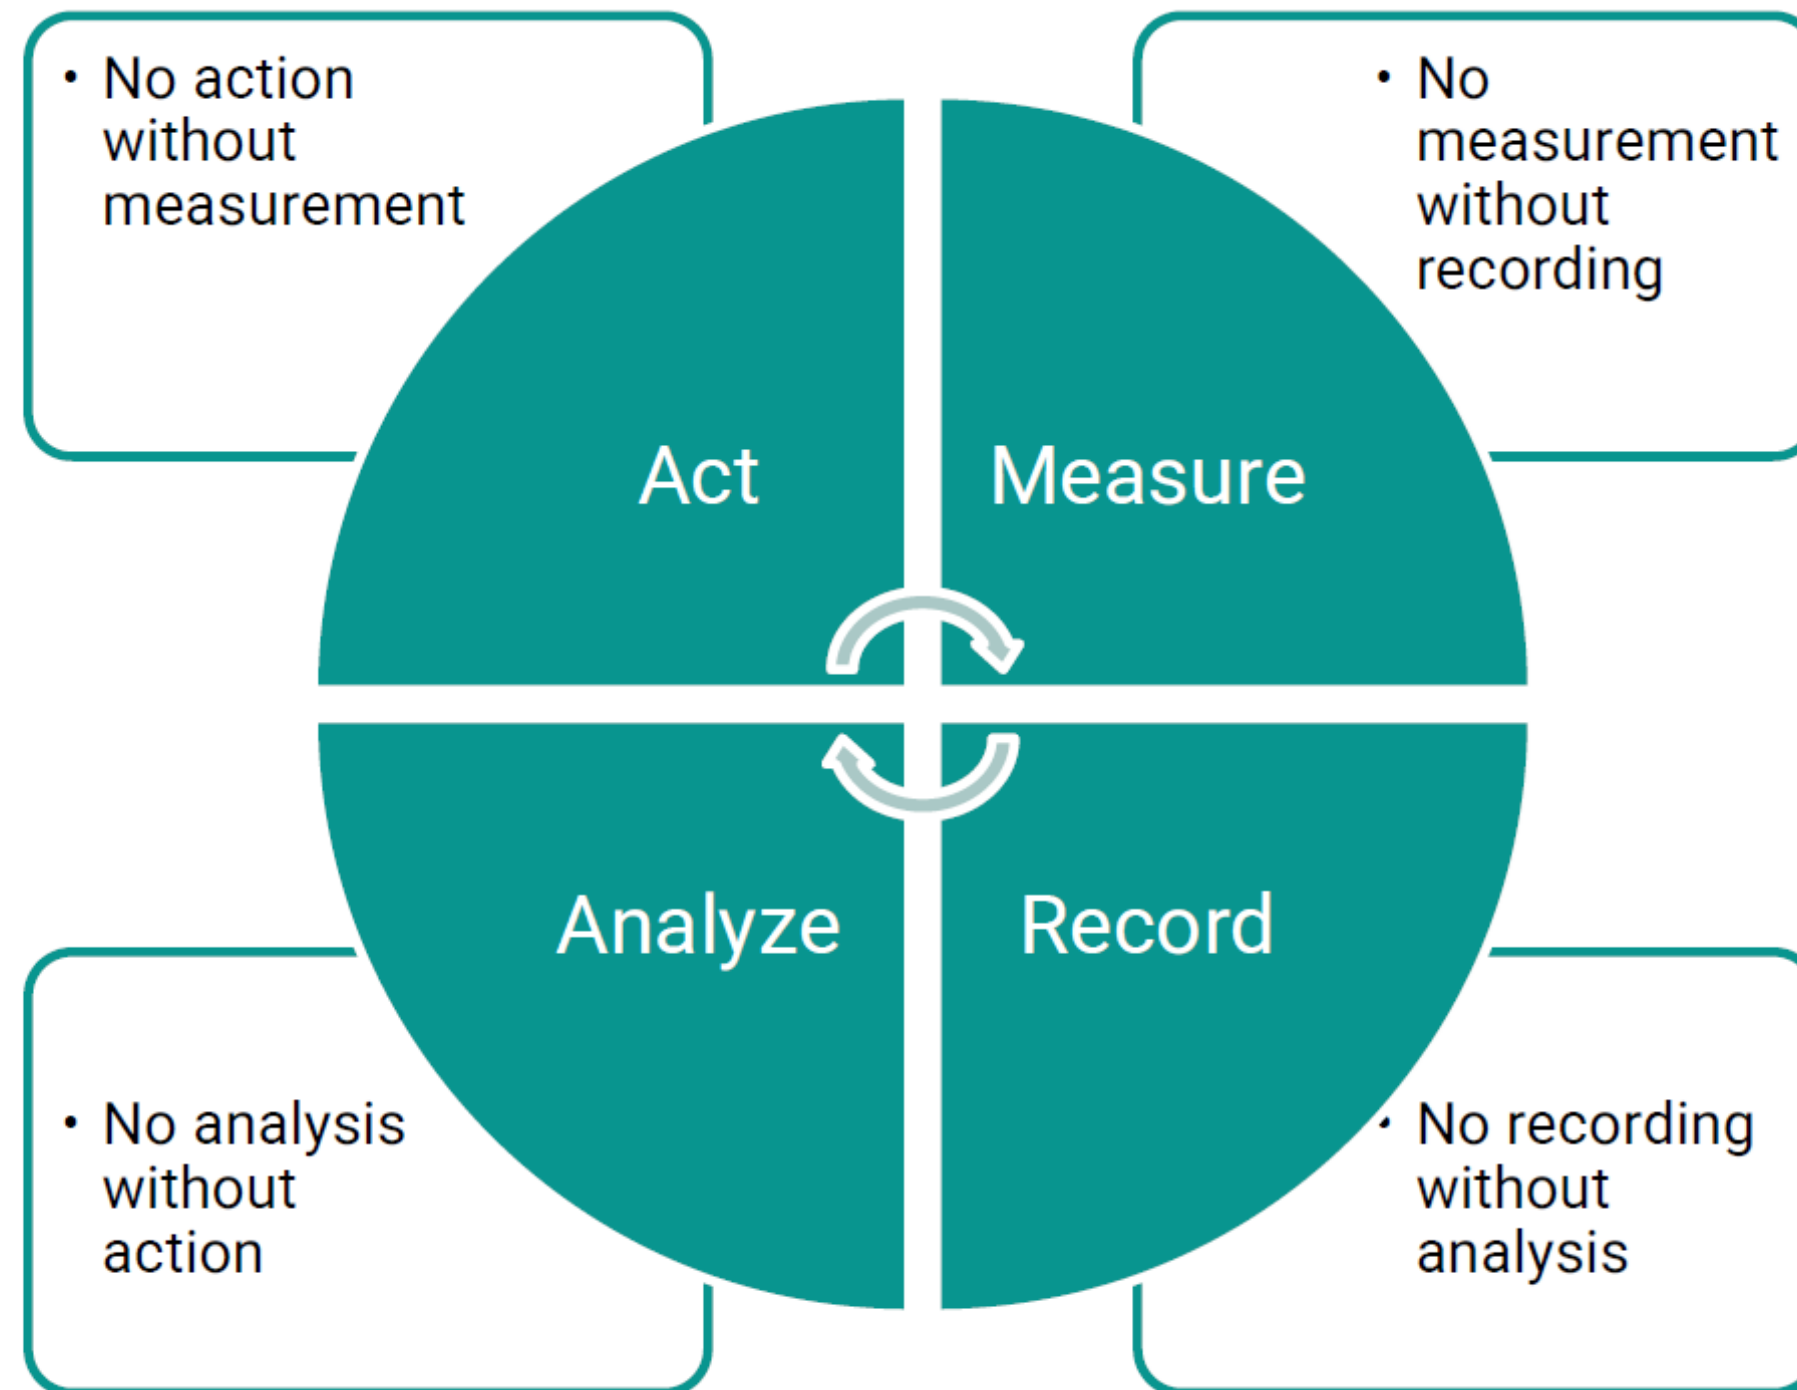 • No action
without
measurement
• No
measurement
without
recording
Act
Measure
Analyze
Record
• No analysis
without
action
• No recording
without
analysis